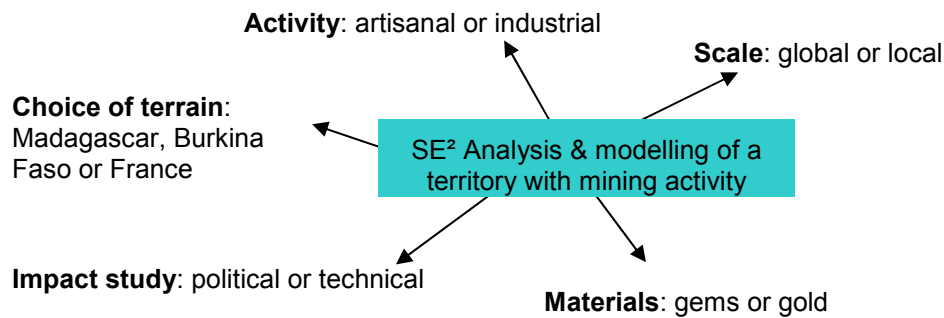 Activity: artisanal or industrial
Scale: global or local
Choice of terrain:
Madagascar, Burkina
Faso or France
SE² Analysis & modelling of a
territory with mining activity
Impact study: political or technical
Materials: gems or gold